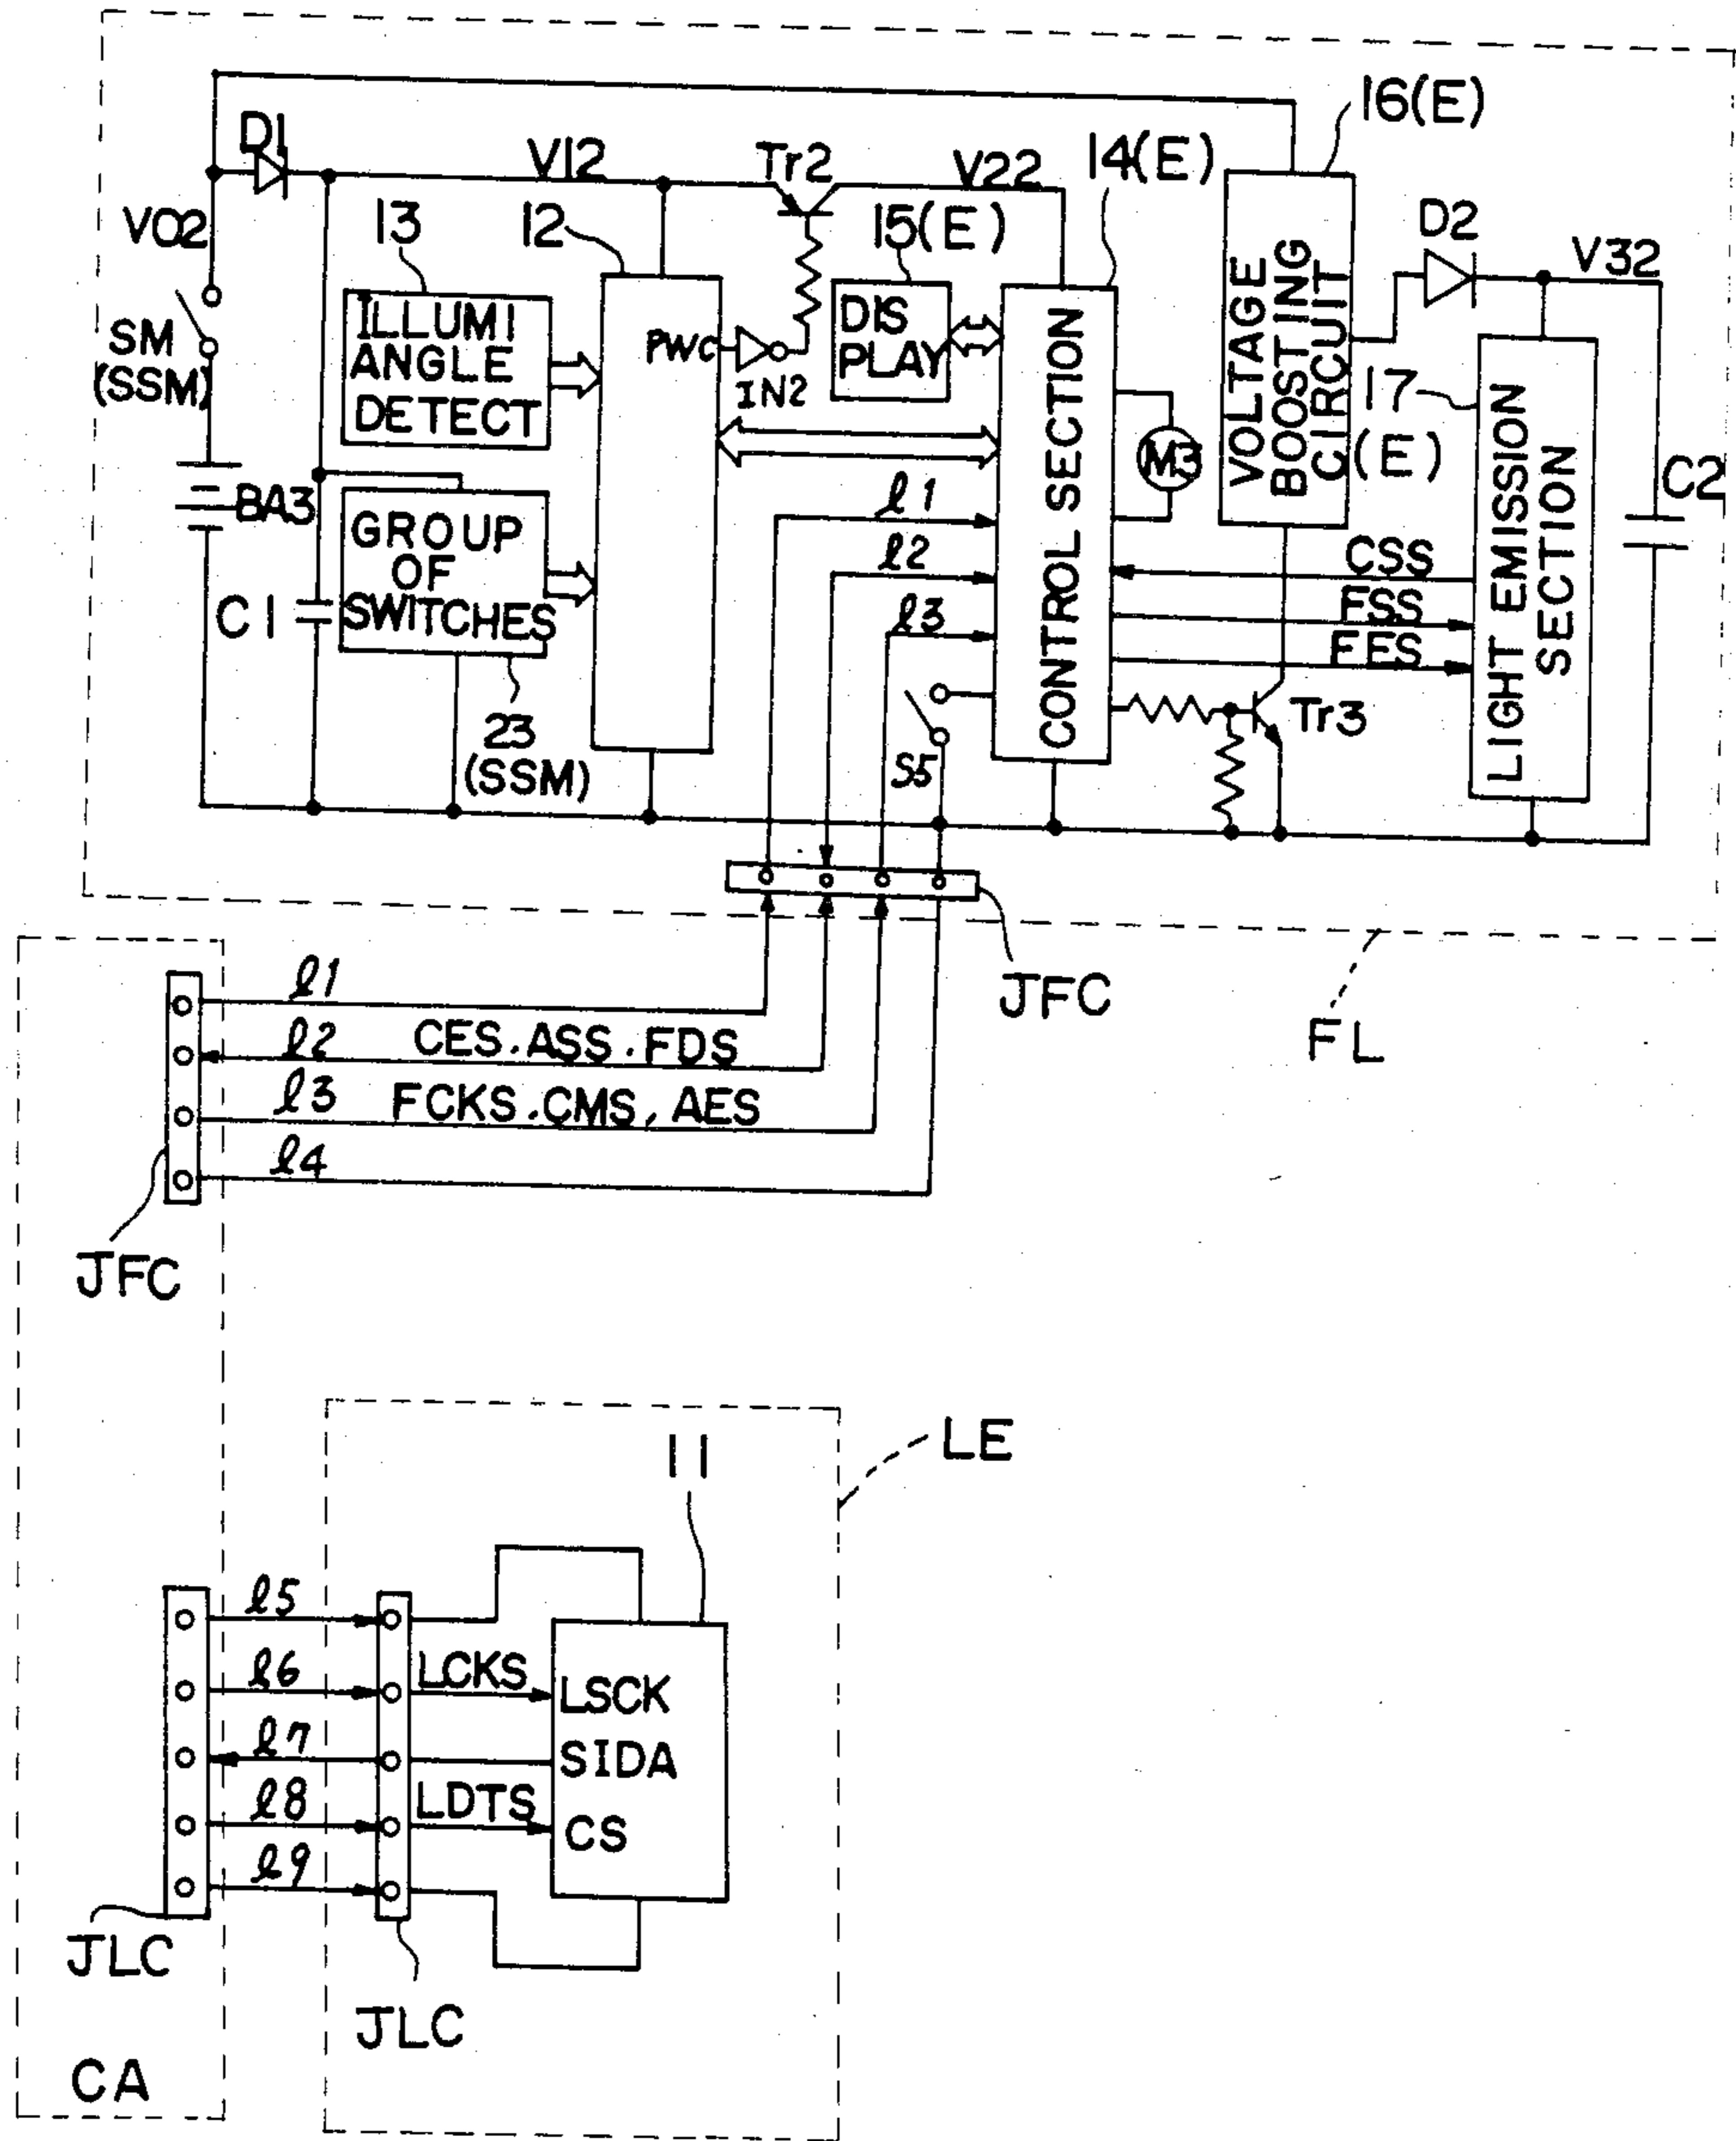 16(E)
D1
V12
Tr2
V22
14(E)
V02
13
12
15(E)
D2
V32
ILLUMI
ANGLE
DETECT
PWC
IN2
DIS
PLAY
CONTROL SECTION
VOLTAGE
BOOSTING
CIRCUIT
17
(E)
LIGHT EMISSION
SECTION
SM
(SSM)
BA3
M3
C2
GROUP
OF
SWITCHES
C1
ℓ1
ℓ2
ℓ3
CSS
FSS
FES
23
(SSM)
S5
Tr3
JFC
FL
ℓ1
ℓ2 CES.ASS.FDS
ℓ3 FCKS.CMS,AES
ℓ4
JFC
LE
11
ℓ5
ℓ6 LCKS LSCK
ℓ7 SIDA
ℓ8 LDTS CS
ℓ9
JLC
JLC
CA